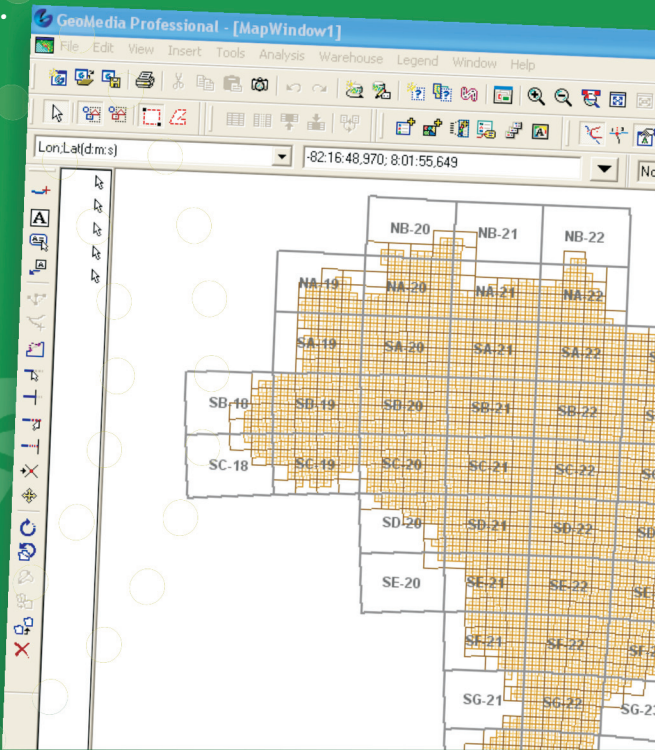 GeoMedia Professional - [MapWindow1]
File Edit View Insert Tools Analysis Warehouse Legend Window Help
Lon;Lat(d:m:s) -82:16:48,970; 8:01:55,649
NB-20 NB-21 NB-22
NA-19 NA-20 NA-21 NA-22
SA-19 SA-20 SA-21 SA-22
SB-18 SB-19 SB-20 SB-21 SB-22
SC-18 SC-19 SC-20 SC-21 SC-22
SD-20 SD-21 SD-22
SE-20 SE-21 SE-22
SF-21 SF-22
SG-21 SG-22 SG-23